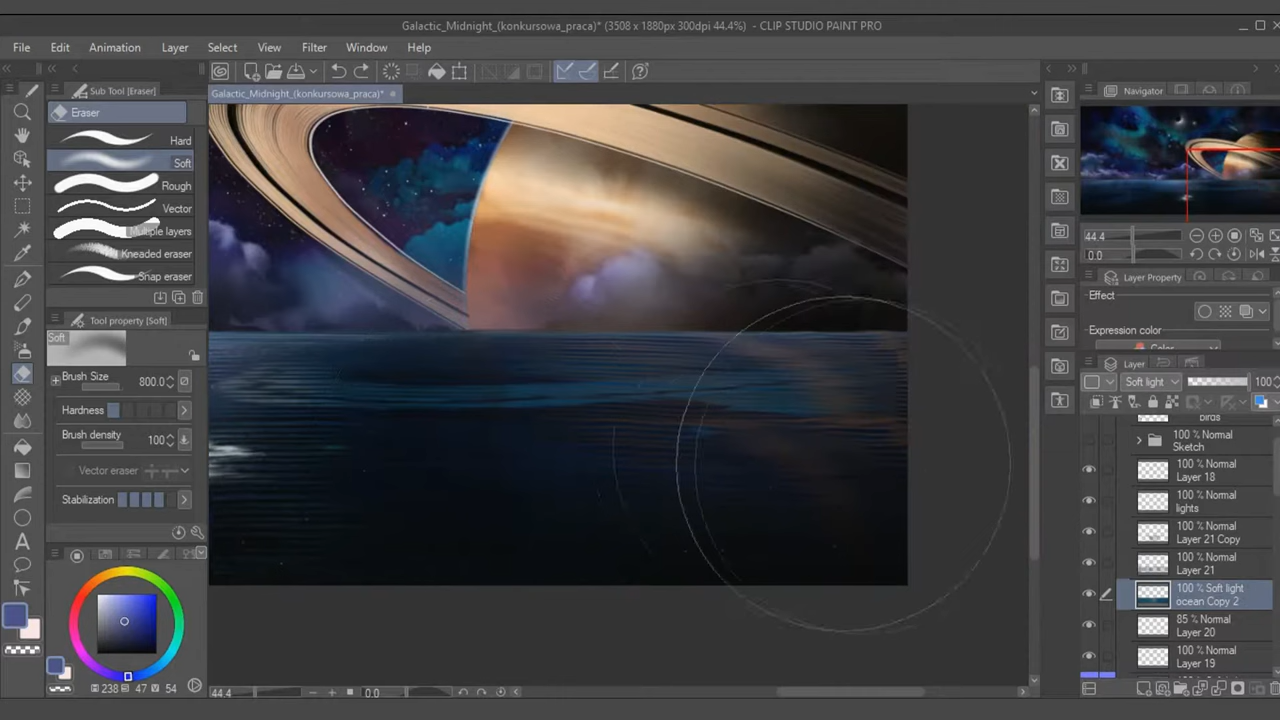 Galactic_Midnight_(konkursowa_praca)* (3508 x 1880px 300dpi 44.4%) - CLIP STUDIO PAINT PRO
File Edit Animation Layer Select View Filter Window Help
Sub Tool [Eraser]
Galactic_Midnight_(konkursowa_praca)*
Navigator
Eraser
Hard
Soft
Rough
Vector
Multiple layers
Kneaded eraser
Snap eraser
44.4
0.0
Layer Property
Effect
Expression color
Color
Tool property [Soft]
Soft
Brush Size 800.0
Hardness
Brush density 100
Vector eraser
Stabilization
Layer
Soft light 100
birds
100 % Normal
Sketch
100 % Normal
Layer 18
100 % Normal
lights
100 % Normal
Layer 21 Copy
100 % Normal
Layer 21
100 % Soft light
ocean Copy 2
85 % Normal
Layer 20
100 % Normal
Layer 19
H 238 S 47 V 54
44.4 0.0